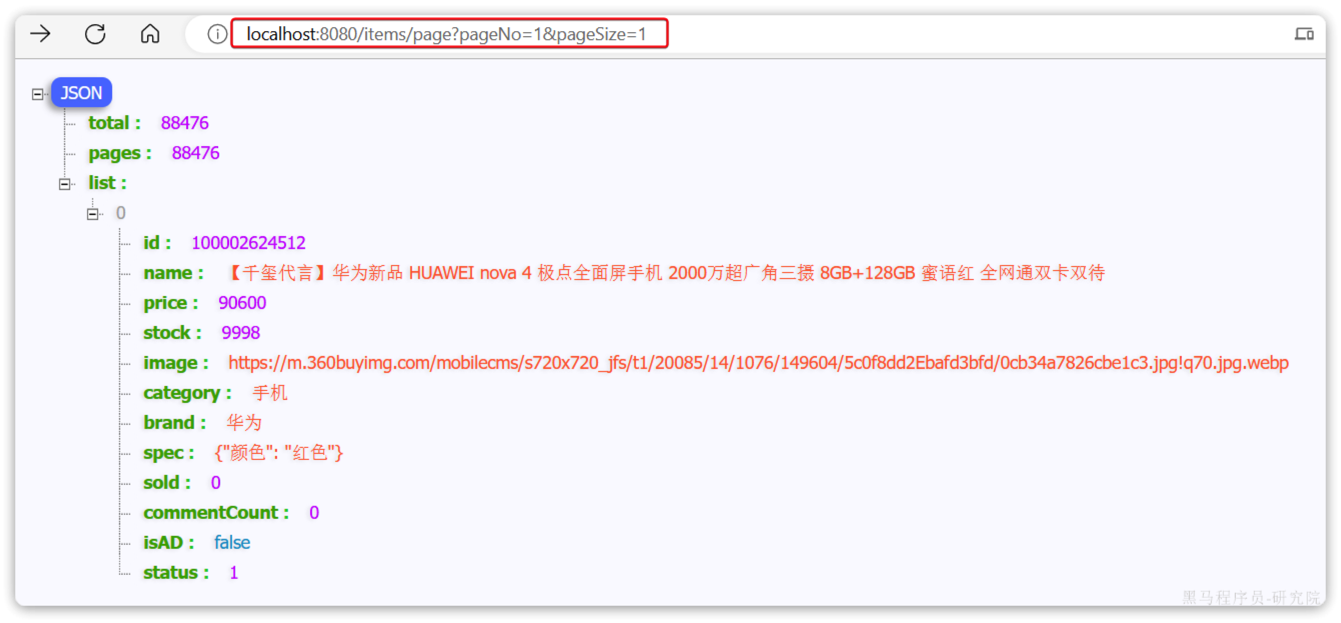 localhost:8080/items/page?pageNo=1&pageSize=1
JSON
total : 88476
pages : 88476
list :
0
id : 100002624512
name : 【千玺代言】华为新品 HUAWEI nova 4 极点全面屏手机 2000万超广角三摄 8GB+128GB 蜜语红 全网通双卡双待
price : 90600
stock : 9998
image : https://m.360buyimg.com/mobilecms/s720x720_jfs/t1/20085/14/1076/149604/5c0f8dd2Ebafd3bfd/0cb34a7826cbe1c3.jpg!q70.jpg.webp
category : 手机
brand : 华为
spec : {"颜色": "红色"}
sold : 0
commentCount : 0
isAD : false
status : 1
黑马程序员-研究院